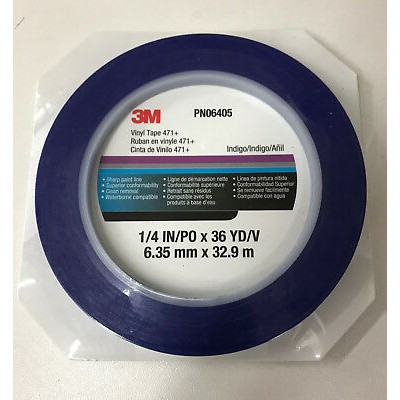 3M
PN06405
Vinyl Tape 471+
Ruban en vinyle 471+
Cinta de Vinilo 471+
Indigo/Indigo/Añil
• Sharp paint line
• Superior conformability
• Clean removal
• Waterborne compatible
• Ligne de démarcation nette
• Conformabilité supérieure
• Retrait sans résidus
• Compatible avec les
produits à base d'eau
• Línea de pintura nítida
• Conformabilidad Superior
• Se remueve facilmente
• Compatible con agua
1/4 IN/PO x 36 YD/V
6.35 mm x 32.9 m